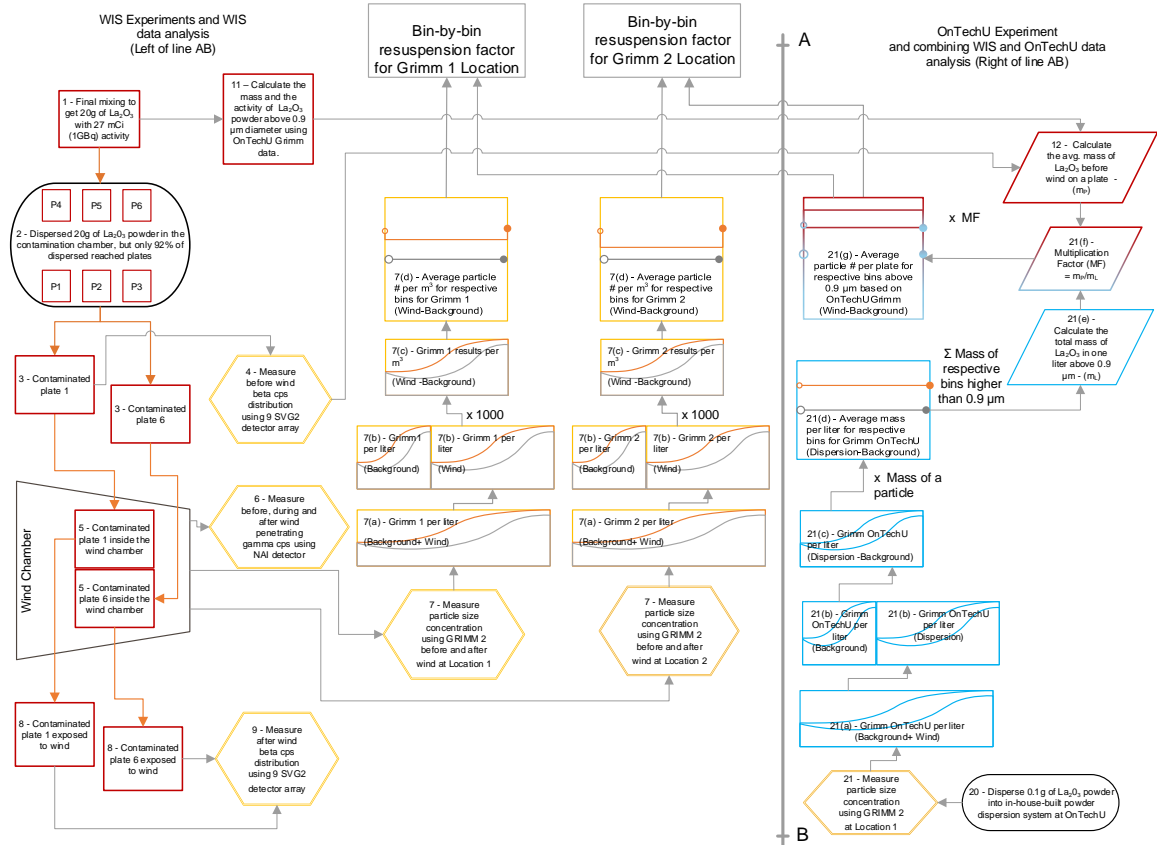 WIS Experiments and WIS
data analysis
(Left of line AB)
Bin-by-bin
resuspension factor
for Grimm 1 Location
Bin-by-bin
resuspension factor
for Grimm 2 Location
A
OnTechU Experiment
and combining WIS and OnTechU data
analysis (Right of line AB)
1 - Final mixing to
get 20g of La₂O₃
with 27 mCi
(1GBq) activity
11 – Calculate the
mass and the
activity of La₂O₃
powder above 0.9
µm diameter using
OnTechU Grimm
data.
12 - Calculate
the avg. mass of
La₂O₃ before
wind on a plate -
(mₚ)
P4
P5
P6
2 - Dispersed 20g of La₂0₃ powder in the
contamination chamber, but only 92% of
dispersed reached plates
P1
P2
P3
7(d) - Average particle
# per m³ for respective
bins for Grimm 1
(Wind-Background)
7(d) - Average particle
# per m³ for respective
bins for Grimm 2
(Wind-Background)
x MF
21(g) - Average
particle # per plate for
respective bins above
0.9 µm based on
OnTechUGrimm
(Wind-Background)
21(f) -
Multiplication
Factor (MF)
= mₚ/m_L
21(e) -
Calculate the
total mass of
La₂O₃ in one
liter above 0.9
µm - (m_L)
3 - Contaminated
plate 1
3 - Contaminated
plate 6
4 - Measure
before wind
beta cps
distribution
using 9 SVG2
detector array
7(c) - Grimm 1 results per
m³
(Wind -Background)
7(c) - Grimm 2 results per
m³
(Wind -Background)
x 1000
x 1000
Σ Mass of
respective
bins higher
than 0.9 µm
21(d) - Average mass
per liter for respective
bins for Grimm OnTechU
(Dispersion-Background)
7(b) - Grimm1
per liter
(Background)
7(b) - Grimm 1 per
liter
(Wind)
7(b) - Grimm 2
per liter
(Background)
7(b) - Grimm 2 per
liter
(Wind)
x Mass of a
particle
Wind Chamber
5 - Contaminated
plate 1 inside the
wind chamber
5 - Contaminated
plate 6 inside the
wind chamber
6 - Measure
before, during and
after wind
penetrating
gamma cps using
NAI detector
7(a) - Grimm 1 per liter
(Background+ Wind)
7(a) - Grimm 2 per liter
(Background+ Wind)
21(c) - Grimm OnTechU
per liter
(Dispersion -Background)
7 - Measure
particle size
concentration
using GRIMM 2
before and after
wind at Location 1
7 - Measure
particle size
concentration
using GRIMM 2
before and after
wind at Location 2
21(b) - Grimm
OnTechU per
liter
(Background)
21(b) - Grimm OnTechU
per liter
(Dispersion)
8 - Contaminated
plate 1 exposed
to wind
8 - Contaminated
plate 6 exposed to
wind
9 - Measure
after wind
beta cps
distribution
using 9 SVG2
detector array
21(a) - Grimm OnTechU per liter
(Background+ Wind)
21 - Measure
particle size
concentration
using GRIMM 2
at Location 1
20 - Disperse 0.1g of La₂0₃ powder
into in-house-built powder
dispersion system at OnTechU
B